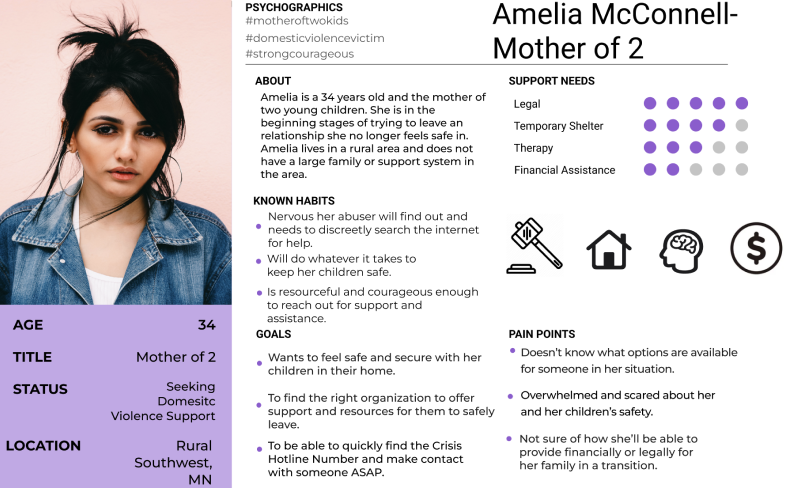 PSYCHOGRAPHICS
#motheroftwokids
#domesticviolencevictim
#strongcourageous
Amelia McConnell-
Mother of 2
ABOUT
Amelia is a 34 years old and the mother of
two young children. She is in the
beginning stages of trying to leave an
relationship she no longer feels safe in.
Amelia lives in a rural area and does not
have a large family or support system in
the area.
SUPPORT NEEDS
Legal
Temporary Shelter
Therapy
Financial Assistance
KNOWN HABITS
Nervous her abuser will find out and
needs to discreetly search the internet
for help.
Will do whatever it takes to
keep her children safe.
Is resourceful and courageous enough
to reach out for support and
assistance.
$
AGE 34
TITLE Mother of 2
STATUS Seeking
Domesitc
Violence Support
LOCATION Rural
Southwest,
MN
GOALS
Wants to feel safe and secure with her
children in their home.
To find the right organization to offer
support and resources for them to safely
leave.
To be able to quickly find the Crisis
Hotline Number and make contact
with someone ASAP.
PAIN POINTS
Doesn't know what options are available
for someone in her situation.
Overwhelmed and scared about her
and her children's safety.
Not sure of how she'll be able to
provide financially or legally for
her family in a transition.